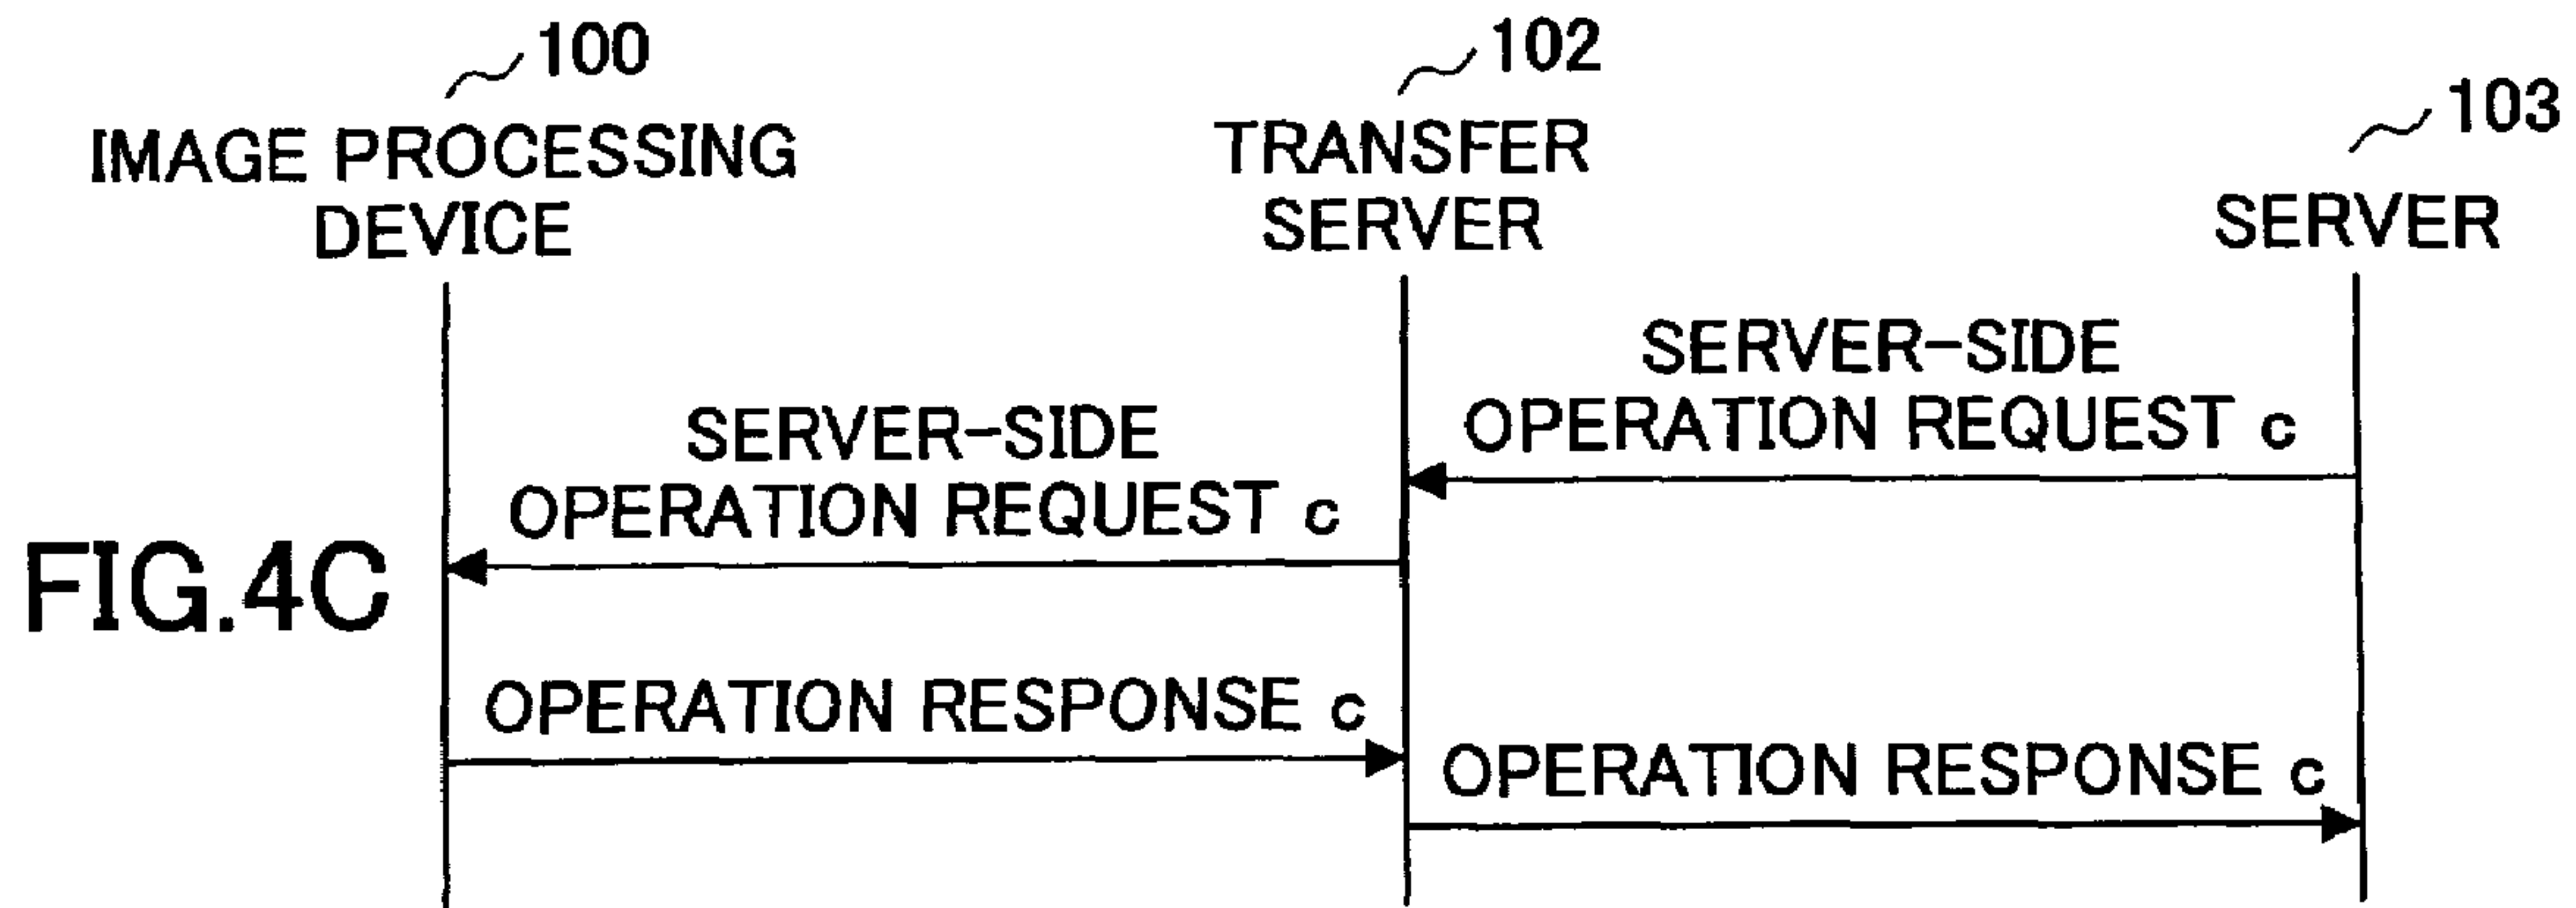 100
102
103
IMAGE PROCESSING
DEVICE
TRANSFER
SERVER
SERVER
SERVER-SIDE
OPERATION REQUEST c
SERVER-SIDE
OPERATION REQUEST c
FIG.4C
OPERATION RESPONSE c
OPERATION RESPONSE c